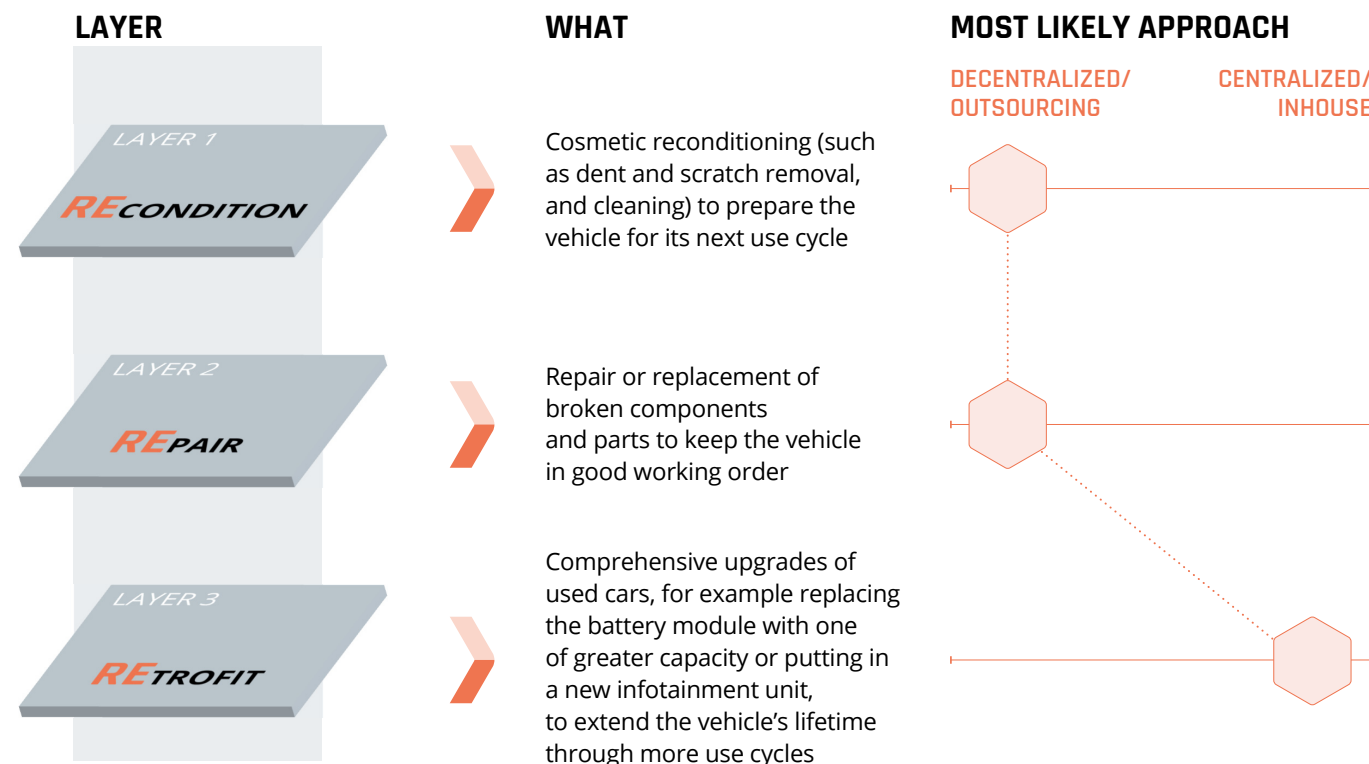 LAYER
WHAT
MOST LIKELY APPROACH
DECENTRALIZED/
OUTSOURCING
CENTRALIZED/
INHOUSE
LAYER 1
RECONDITION
Cosmetic reconditioning (such
as dent and scratch removal,
and cleaning) to prepare the
vehicle for its next use cycle
LAYER 2
REPAIR
Repair or replacement of
broken components
and parts to keep the vehicle
in good working order
LAYER 3
RETROFIT
Comprehensive upgrades of
used cars, for example replacing
the battery module with one
of greater capacity or putting in
a new infotainment unit,
to extend the vehicle’s lifetime
through more use cycles